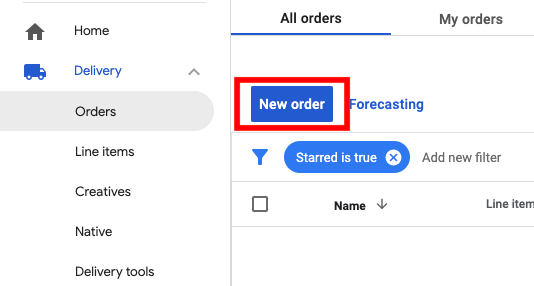 Home
Delivery
Orders
Line items
Creatives
Native
Delivery tools
All orders
My orders
New order
Forecasting
Starred is true
Add new filter
Name
Line item